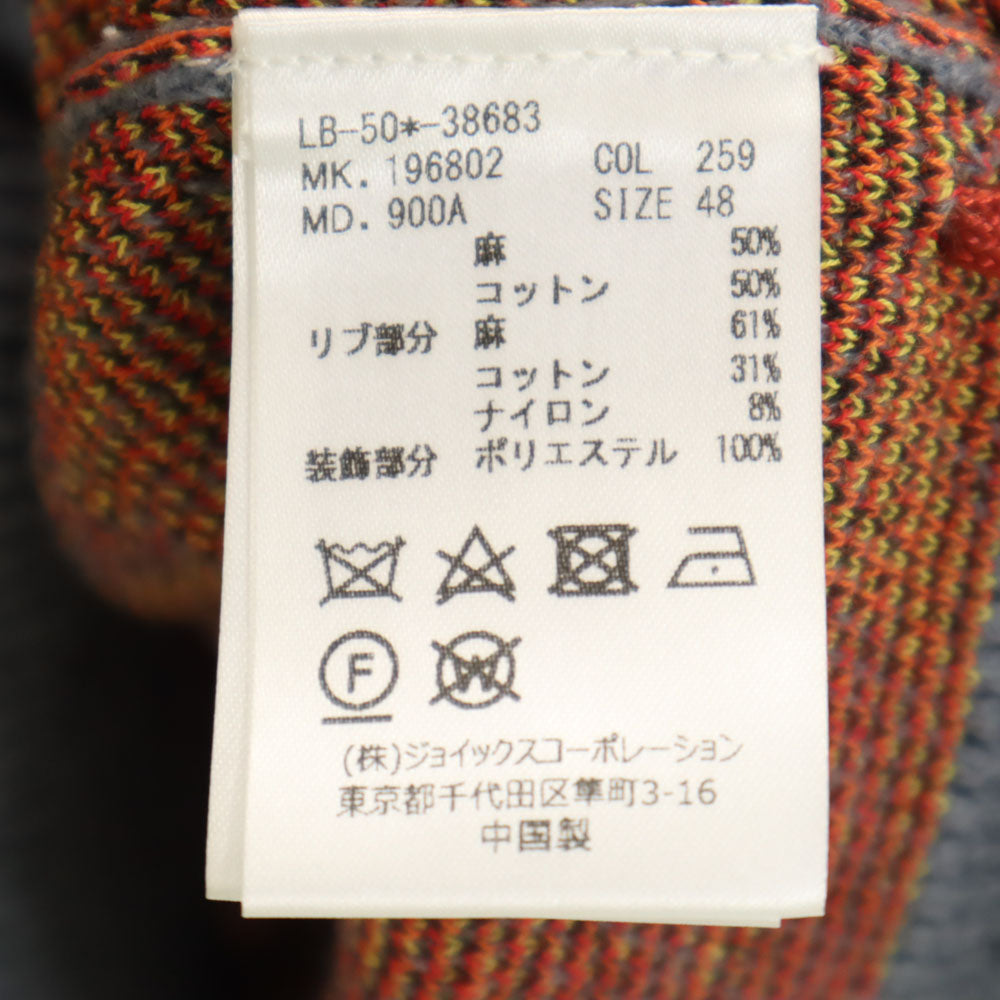 LB-50*-38683
MK. 196802 COL 259
MD. 900A SIZE 48
麻 50%
コットン 50%
リブ部分 麻 61%
コットン 31%
ナイロン 8%
装飾部分 ポリエステル 100%
F W
(株)ジョイックスコーポレーション
東京都千代田区隼町3-16
中国製